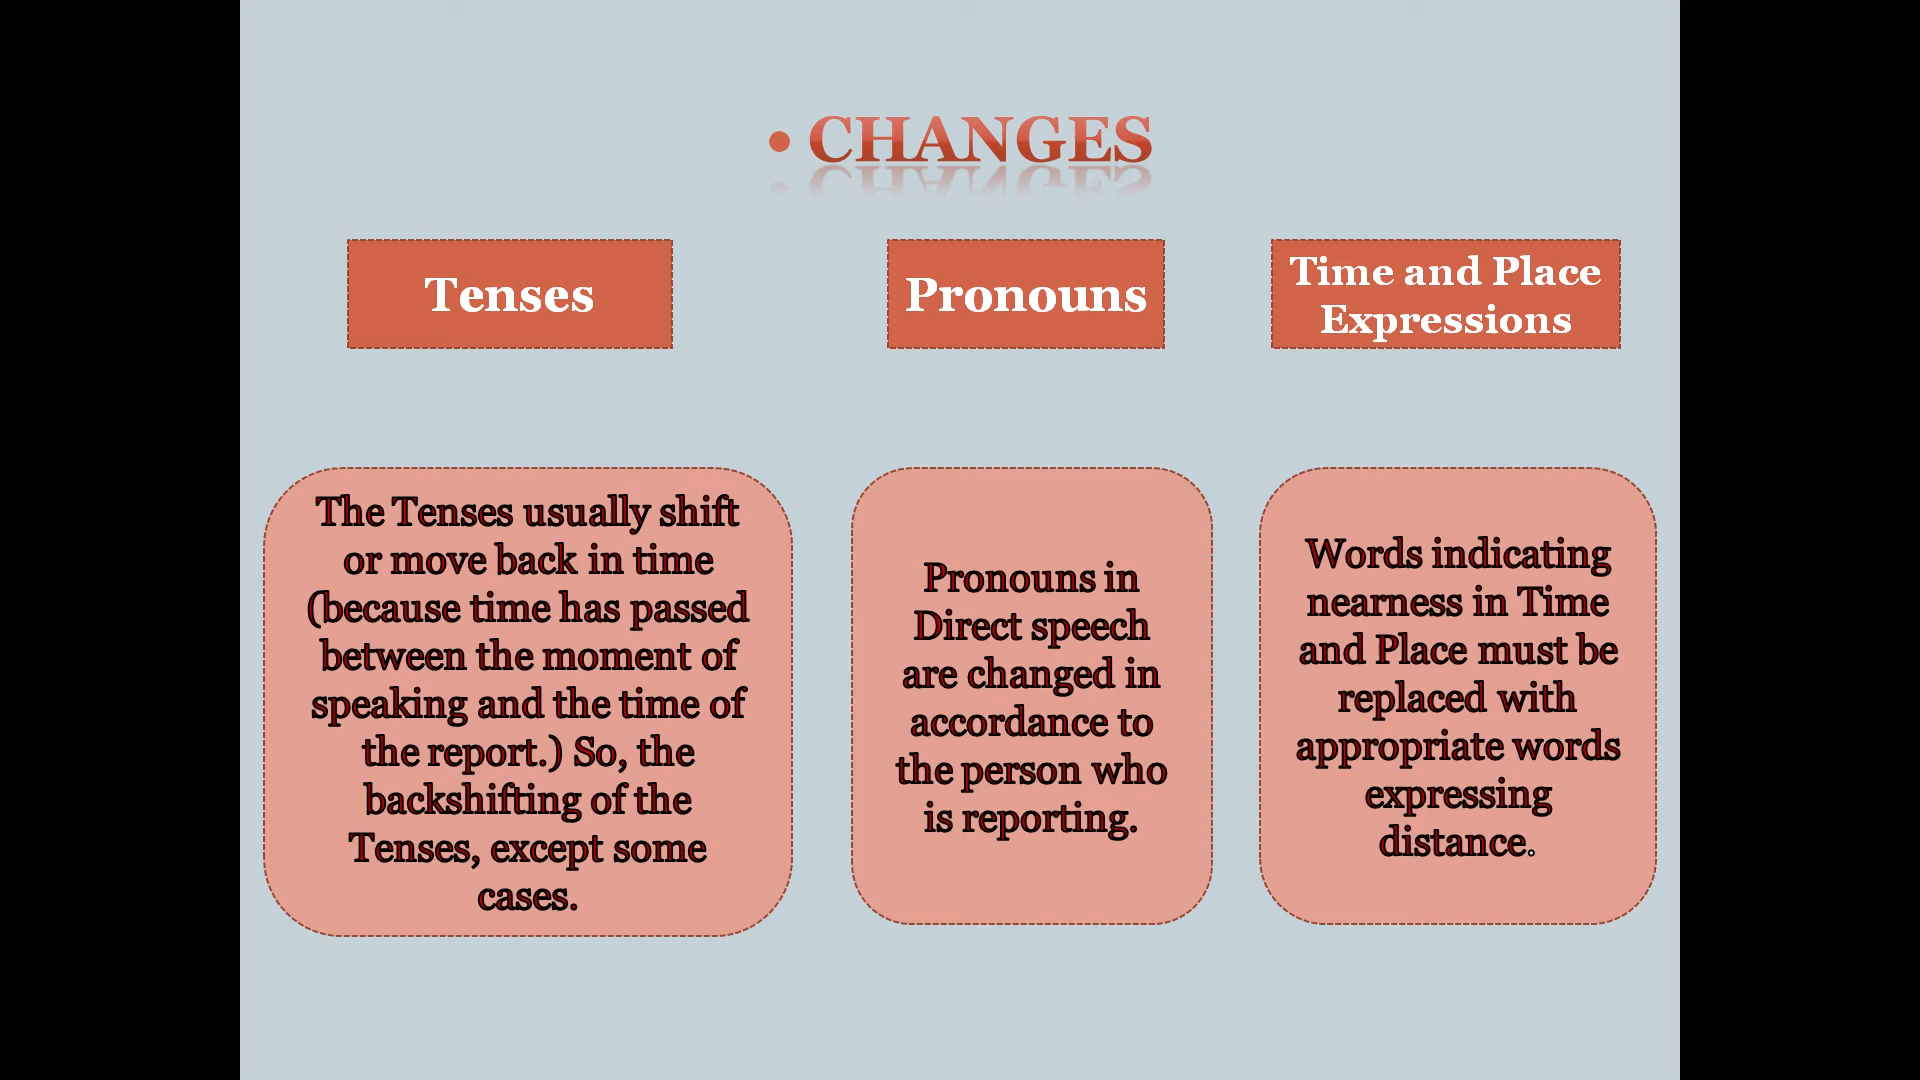 • CHANGES
Tenses
Pronouns
Time and Place
Expressions
The Tenses usually shift
or move back in time
(because time has passed
between the moment of
speaking and the time of
the report.) So, the
backshifting of the
Tenses, except some
cases.
Pronouns in
Direct speech
are changed in
accordance to
the person who
is reporting.
Words indicating
nearness in Time
and Place must be
replaced with
appropriate words
expressing
distance.